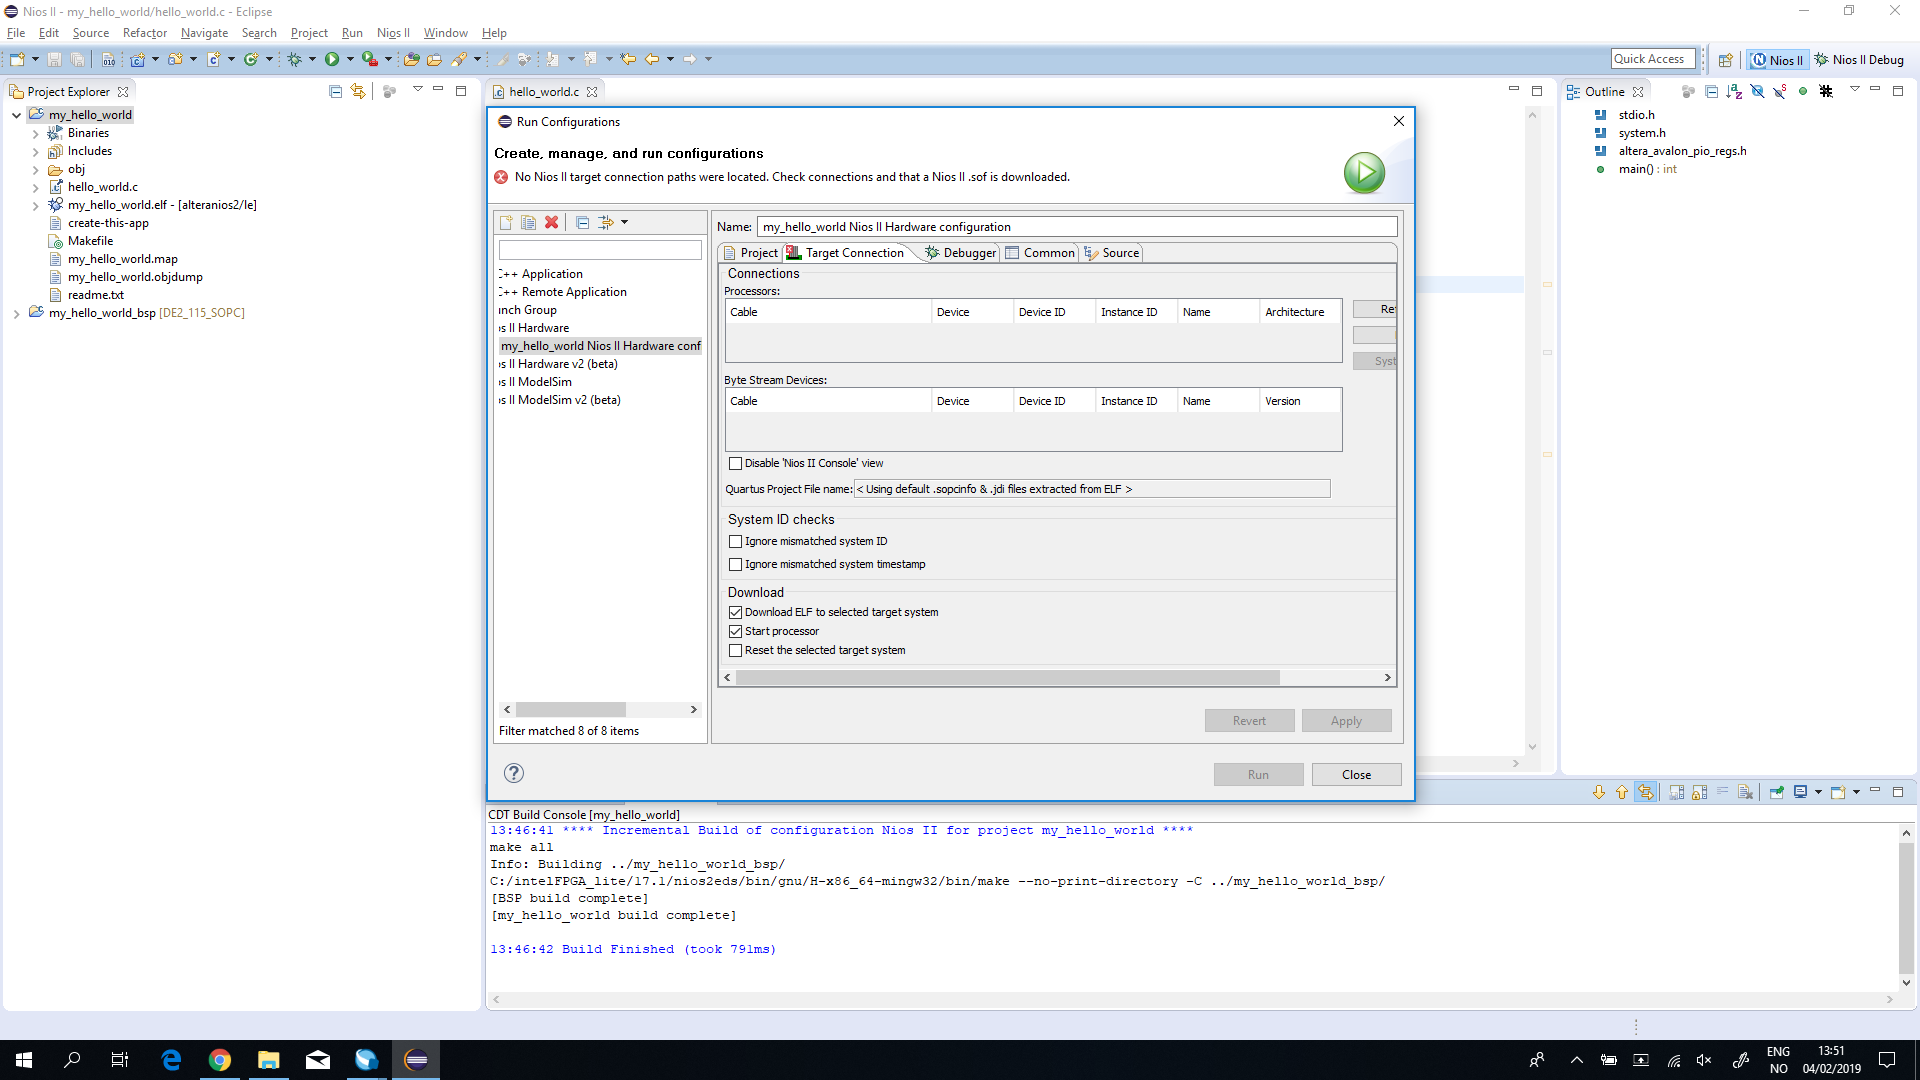 Nios II - my_hello_world/hello_world.c - Eclipse
File Edit Source Refactor Navigate Search Project Run Nios II Window Help
Quick Access
Nios II
Nios II Debug
Project Explorer
my_hello_world
Binaries
Includes
obj
hello_world.c
my_hello_world.elf - [alteranios2/le]
create-this-app
Makefile
my_hello_world.map
my_hello_world.objdump
readme.txt
my_hello_world_bsp [DE2_115_SOPC]
hello_world.c
Run Configurations
Create, manage, and run configurations
No Nios II target connection paths were located. Check connections and that a Nios II .sof is downloaded.
C++ Application
C++ Remote Application
unch Group
os II Hardware
my_hello_world Nios II Hardware conf
os II Hardware v2 (beta)
os II ModelSim
os II ModelSim v2 (beta)
Filter matched 8 of 8 items
Name: my_hello_world Nios II Hardware configuration
Project Target Connection Debugger Common Source
Connections
Processors:
Cable Device Device ID Instance ID Name Architecture
Ref
Syst
Byte Stream Devices:
Cable Device Device ID Instance ID Name Version
Disable 'Nios II Console' view
Quartus Project File name: < Using default .sopcinfo & .jdi files extracted from ELF >
System ID checks
Ignore mismatched system ID
Ignore mismatched system timestamp
Download
Download ELF to selected target system
Start processor
Reset the selected target system
Revert Apply
Run Close
Outline
stdio.h
system.h
altera_avalon_pio_regs.h
main() : int
CDT Build Console [my_hello_world]
13:46:41 **** Incremental Build of configuration Nios II for project my_hello_world ****
make all
Info: Building ../my_hello_world_bsp/
C:/intelFPGA_lite/17.1/nios2eds/bin/gnu/H-x86_64-mingw32/bin/make --no-print-directory -C ../my_hello_world_bsp/
[BSP build complete]
[my_hello_world build complete]
13:46:42 Build Finished (took 791ms)
ENG
NO
13:51
04/02/2019